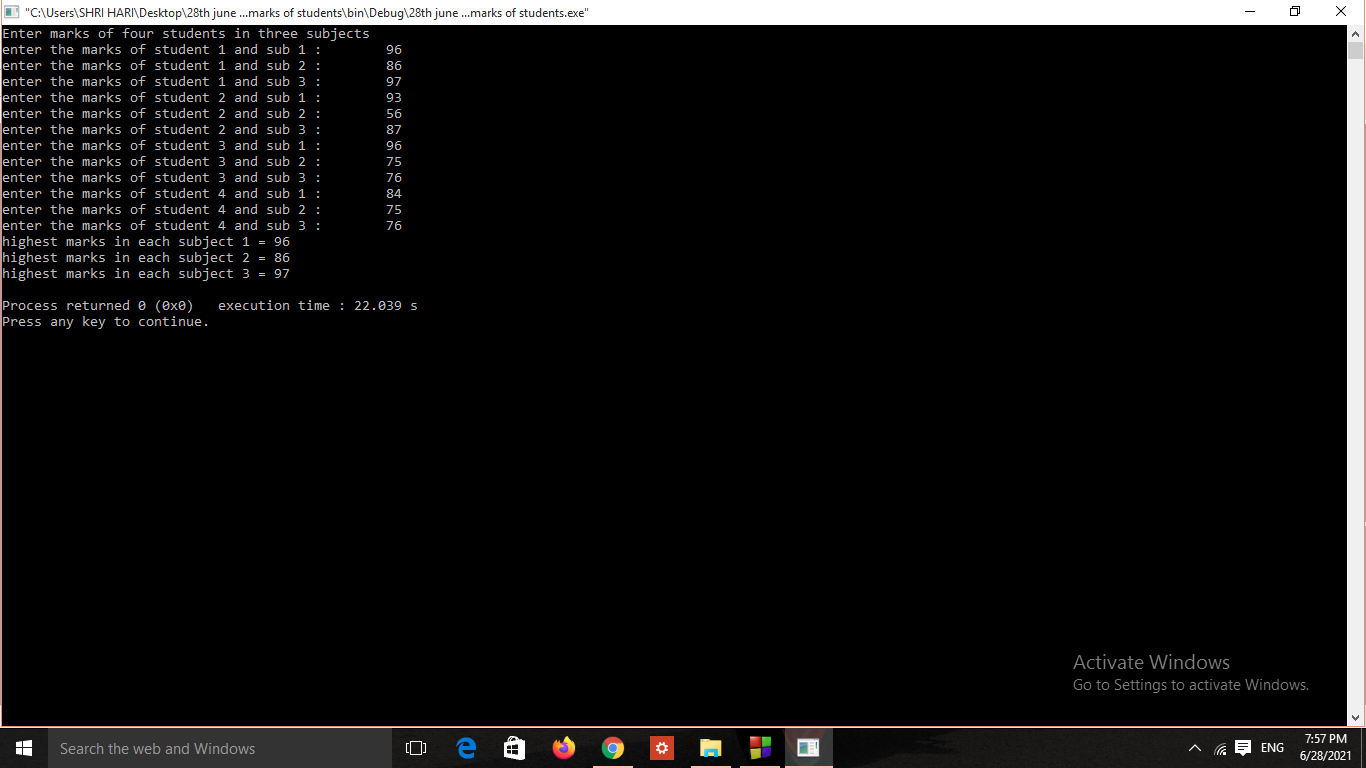 "C:\Users\SHRI HARI\Desktop\28th june ...marks of students\bin\Debug\28th june ...marks of students.exe"
Enter marks of four students in three subjects
enter the marks of student 1 and sub 1 :        96
enter the marks of student 1 and sub 2 :        86
enter the marks of student 1 and sub 3 :        97
enter the marks of student 2 and sub 1 :        93
enter the marks of student 2 and sub 2 :        56
enter the marks of student 2 and sub 3 :        87
enter the marks of student 3 and sub 1 :        96
enter the marks of student 3 and sub 2 :        75
enter the marks of student 3 and sub 3 :        76
enter the marks of student 4 and sub 1 :        84
enter the marks of student 4 and sub 2 :        75
enter the marks of student 4 and sub 3 :        76
highest marks in each subject 1 = 96
highest marks in each subject 2 = 86
highest marks in each subject 3 = 97
Process returned 0 (0x0)   execution time : 22.039 s
Press any key to continue.
Activate Windows
Go to Settings to activate Windows.
Search the web and Windows
ENG
7:57 PM
6/28/2021